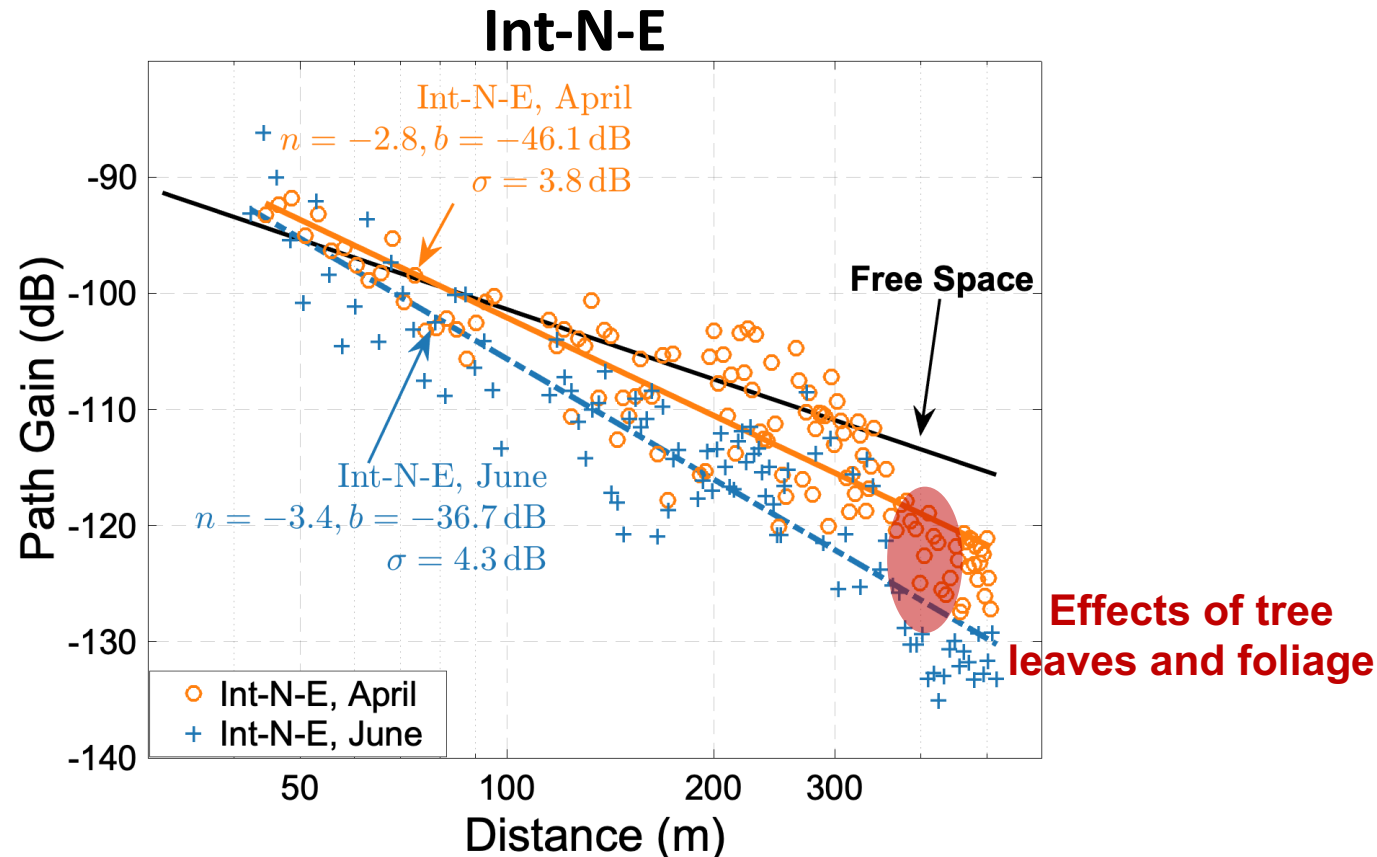 Int-N-E
Int-N-E, April
n = −2.8, b = −46.1 dB
σ = 3.8 dB
Free Space
Int-N-E, June
n = −3.4, b = −36.7 dB
σ = 4.3 dB
Effects of tree
leaves and foliage
Path Gain (dB)
-90
-100
-110
-120
-130
-140
Int-N-E, April
Int-N-E, June
50
100
200
300
Distance (m)